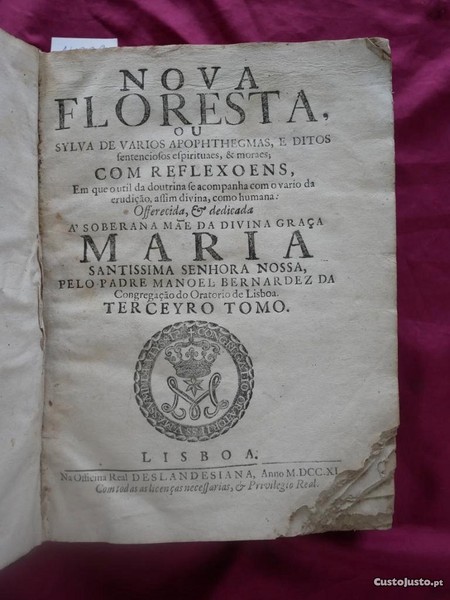 NOVA
FLORESTA,
OU
SYLVA DE VARIOS APOPHTHEGMAS, E DITOS
ſentencioſos eſpirituaes, & moraes;
COM REFLEXOENS,
Em que o util da doutrina ſe acompanha com o vario da
erudição, aſſim divina, como humana:
Offerecida, & dedicada
A' SOBERANA MÃE DA DIVINA GRAÇA
MARIA
SANTISSIMA SENHORA NOSSA,
PELO PADRE MANOEL BERNARDEZ DA
Congregação do Oratorio de Lisboa.
TERCEYRO TOMO.
LISBOA.
Na Officina Real DESLANDESIANA, Anno M.DCC.XI.
Com todas as licenças neceſſarias, & Privilegio Real.
CustoJusto.pt